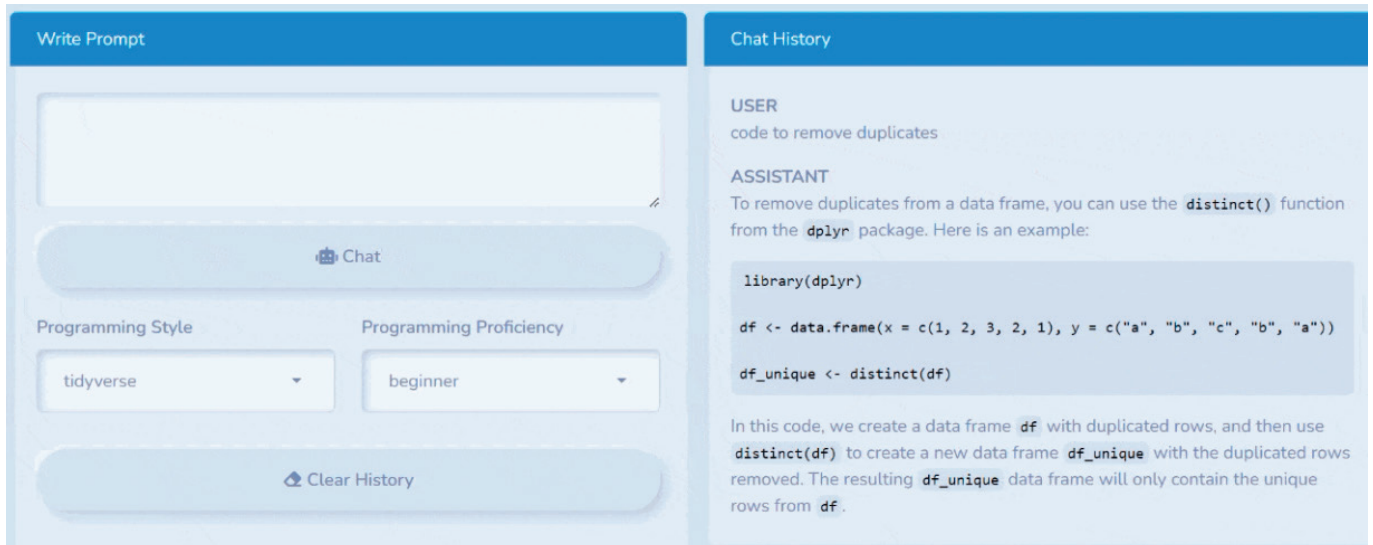 Write Prompt
Chat
Programming Style
Programming Proficiency
tidyverse
beginner
Clear History
Chat History
USER
code to remove duplicates
ASSISTANT
To remove duplicates from a data frame, you can use the distinct() function
from the dplyr package. Here is an example:
library(dplyr)
df <- data.frame(x = c(1, 2, 3, 2, 1), y = c("a", "b", "c", "b", "a"))
df_unique <- distinct(df)
In this code, we create a data frame df with duplicated rows, and then use
distinct(df) to create a new data frame df_unique with the duplicated rows
removed. The resulting df_unique data frame will only contain the unique
rows from df.